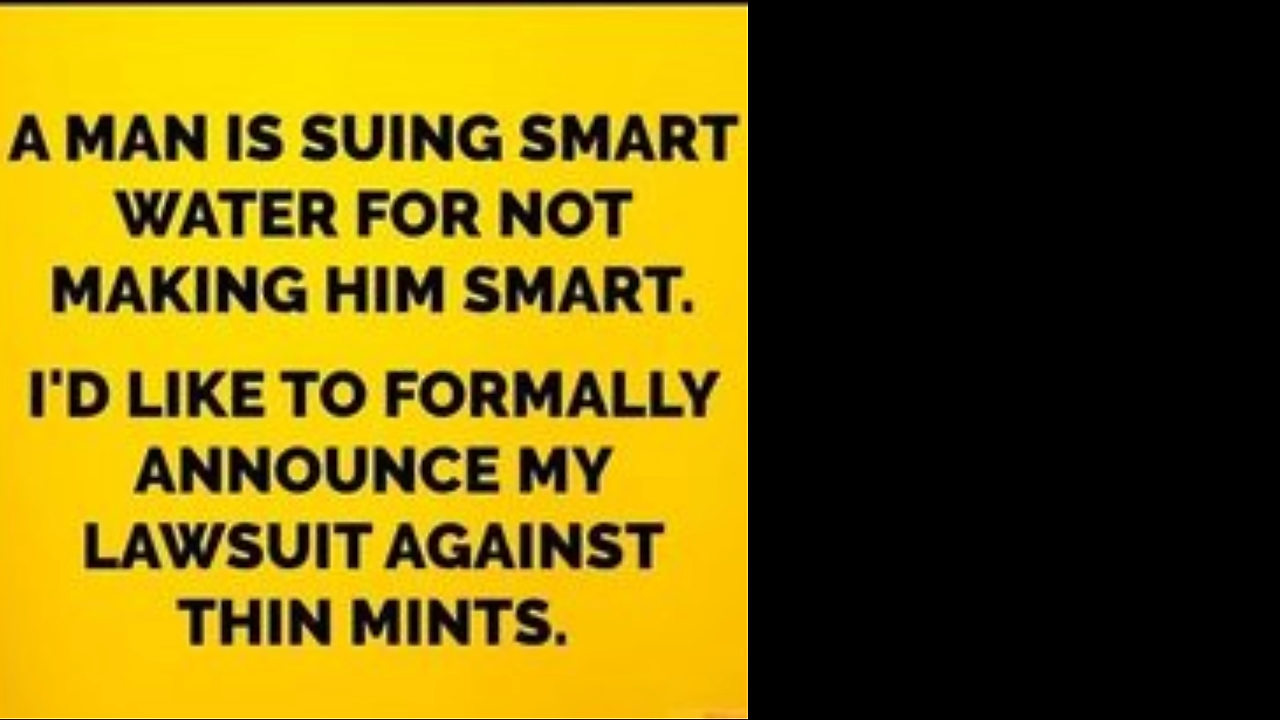 A MAN IS SUING SMART
WATER FOR NOT
MAKING HIM SMART.
I'D LIKE TO FORMALLY
ANNOUNCE MY
LAWSUIT AGAINST
THIN MINTS.